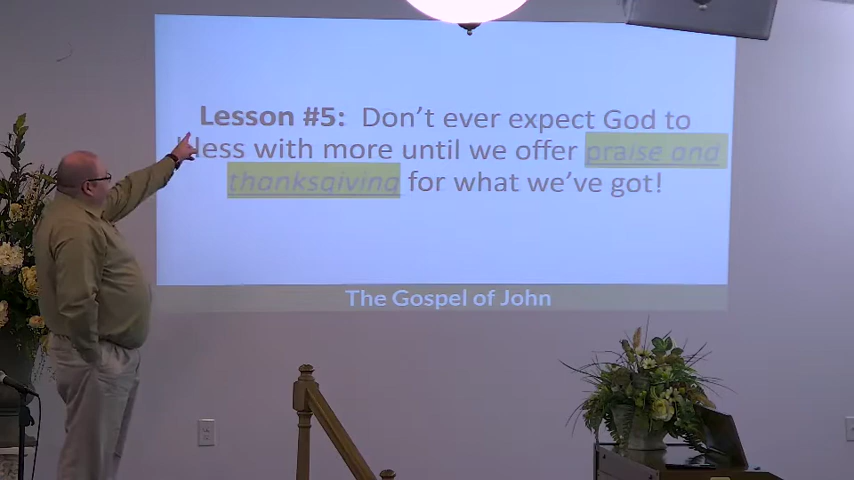 Lesson #5: Don't ever expect God to
bless with more until we offer praise and
thanksgiving for what we've got!
The Gospel of John